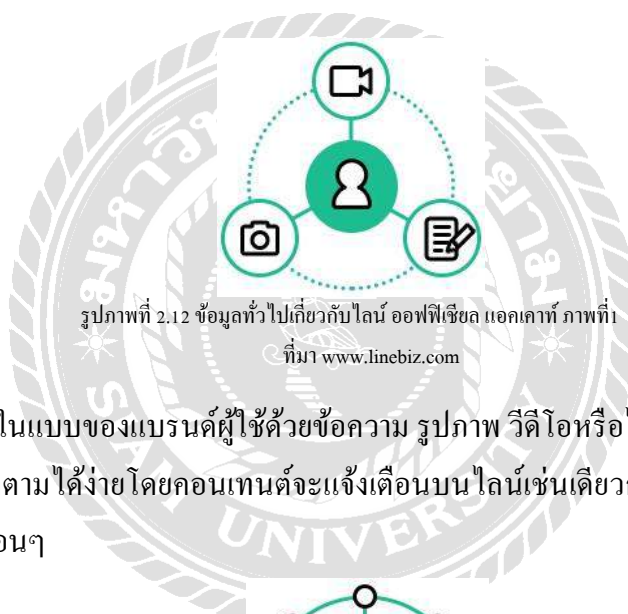 รูปภาพที่ 2.12 ข้อมูลทั่วไปเกี่ยวกับไลน์ ออฟฟิเชียล แอคเคาท์ ภาพที่1
ที่มา www.linebiz.com
ในแบบของแบรนด์ผู้ใช้ด้วยข้อความ รูปภาพ วีดีโอหรือ
ตามได้ง่ายโดยคอนเทนต์จะแจ้งเตือนบนไลน์เช่นเดียว
อนๆ
SIAM UNIVERSITY